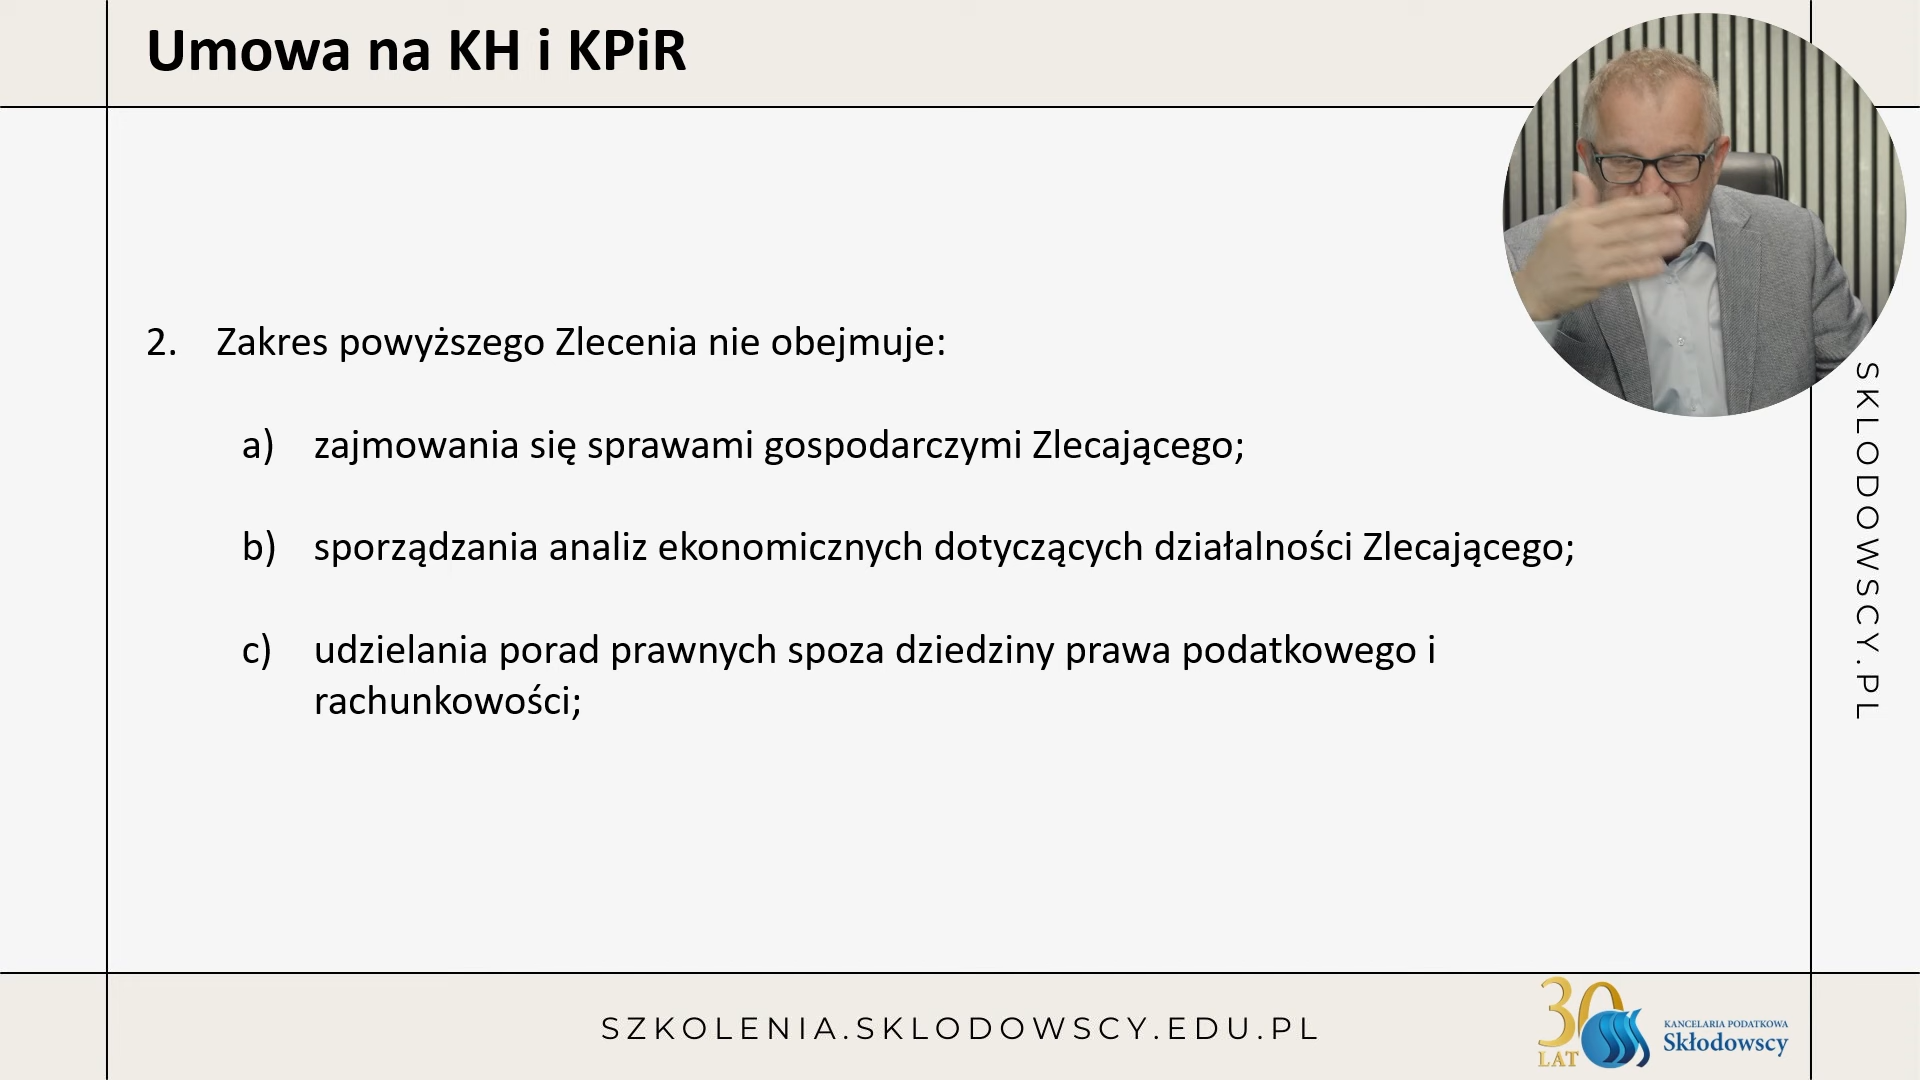 Umowa na KH i KPiR
2. Zakres powyższego Zlecenia nie obejmuje:
a) zajmowania się sprawami gospodarczymi Zlecającego;
b) sporządzania analiz ekonomicznych dotyczących działalności Zlecającego;
c) udzielania porad prawnych spoza dziedziny prawa podatkowego i
rachunkowości;
SKLODOWSCY.PL
SZKOLENIA.SKLODOWSCY.EDU.PL
30
LAT
KANCELARIA PODATKOWA
Skłodowscy